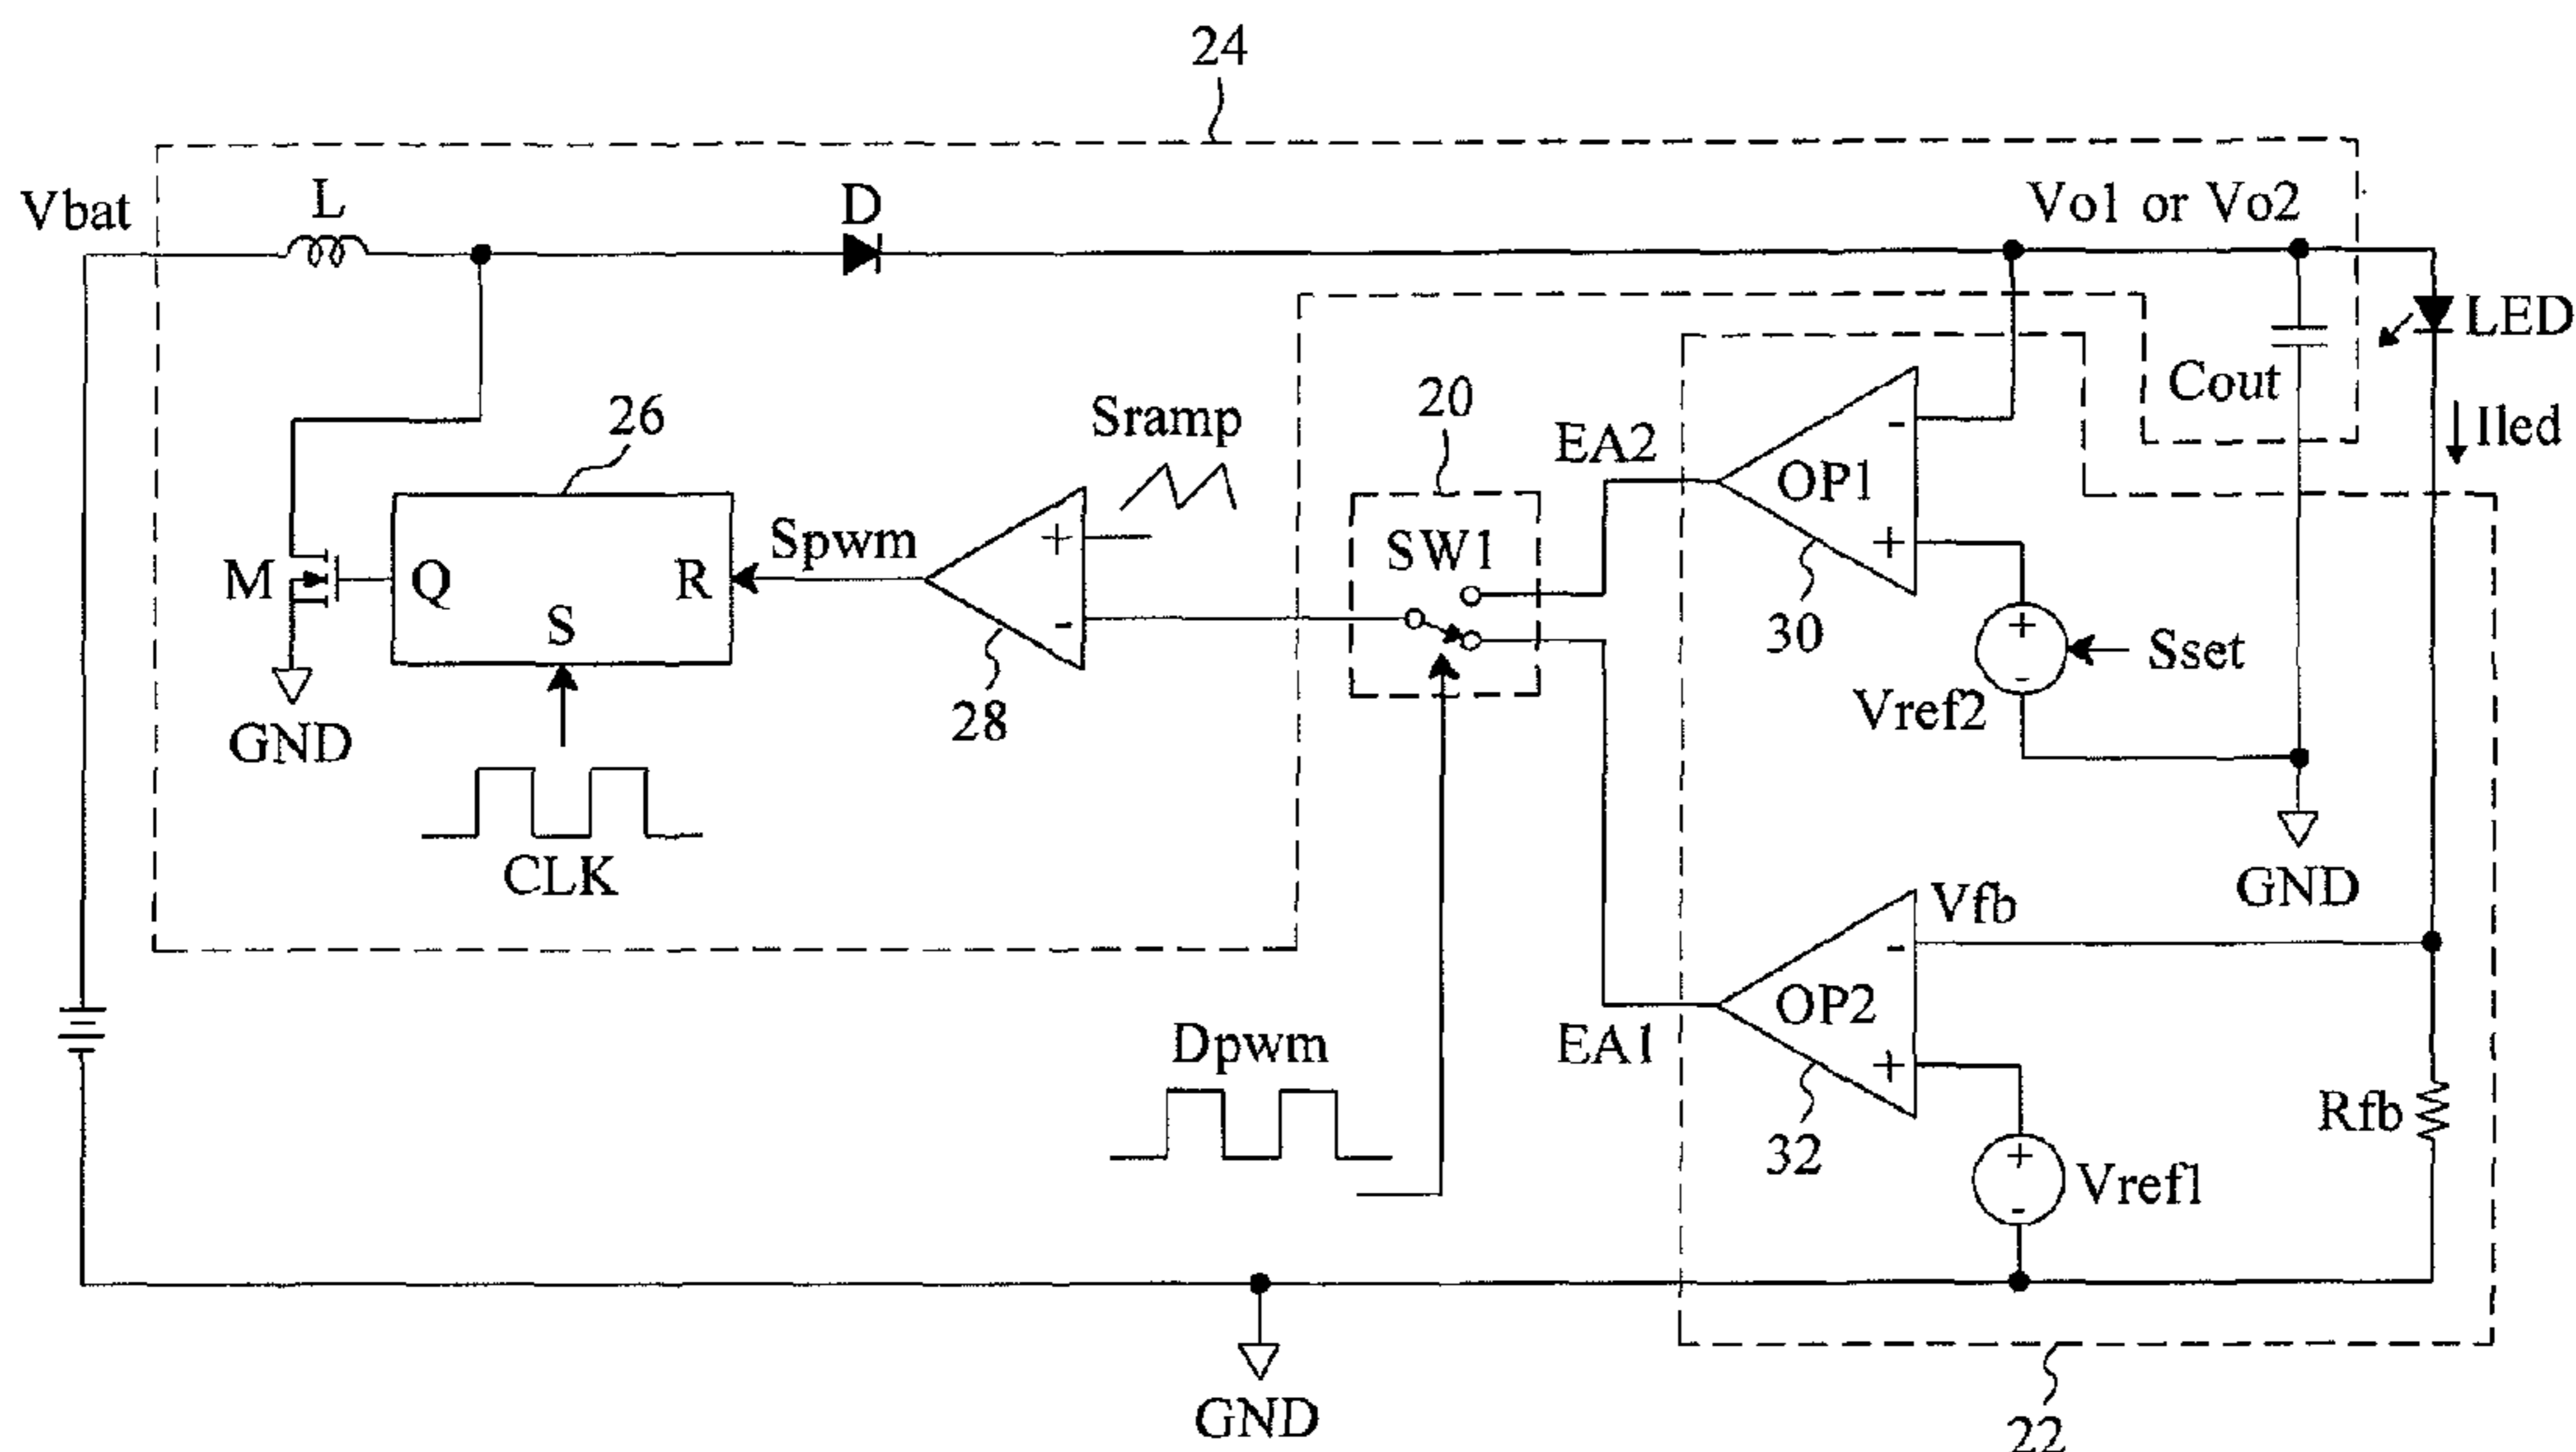 24
Vbat
L
D
Vo1 or Vo2
LED
Cout
Iled
26
Sramp
20
EA2
OP1
-
+
SW1
M
Q
R
S
Spwm
+
-
28
30
+
-
Sset
Vref2
GND
CLK
GND
Vfb
OP2
-
+
EA1
Dpwm
32
+
-
Vref1
Rfb
GND
22